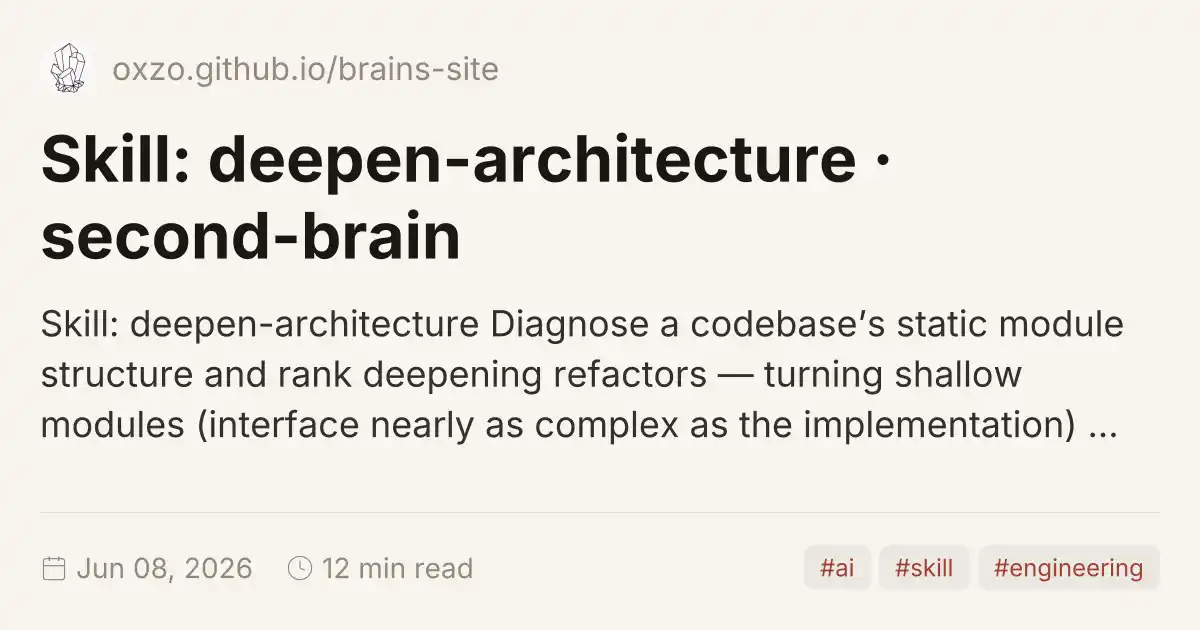 oxzo.github.io/brains-site
Skill: deepen-architecture ·
second-brain
Skill: deepen-architecture Diagnose a codebase’s static module
structure and rank deepening refactors — turning shallow
modules (interface nearly as complex as the implementation) ...
Jun 08, 2026 12 min read #ai #skill #engineering